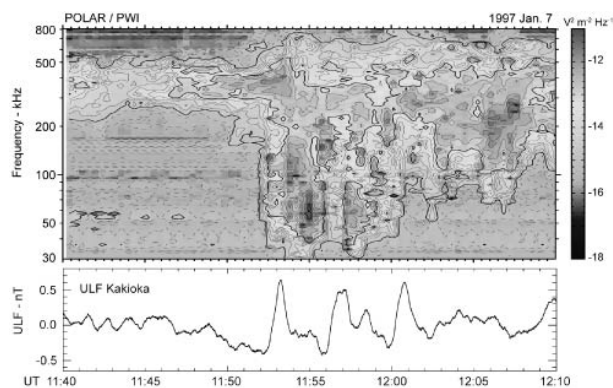 POLAR / PWI 1997 Jan. 7 V² m⁻² Hz⁻¹
Frequency - kHz
800
500
200
100
50
30
-12
-14
-16
-18
ULF Kakioka
ULF - nT
0.5
0.0
-0.5
UT 11:40 11:45 11:50 11:55 12:00 12:05 12:10